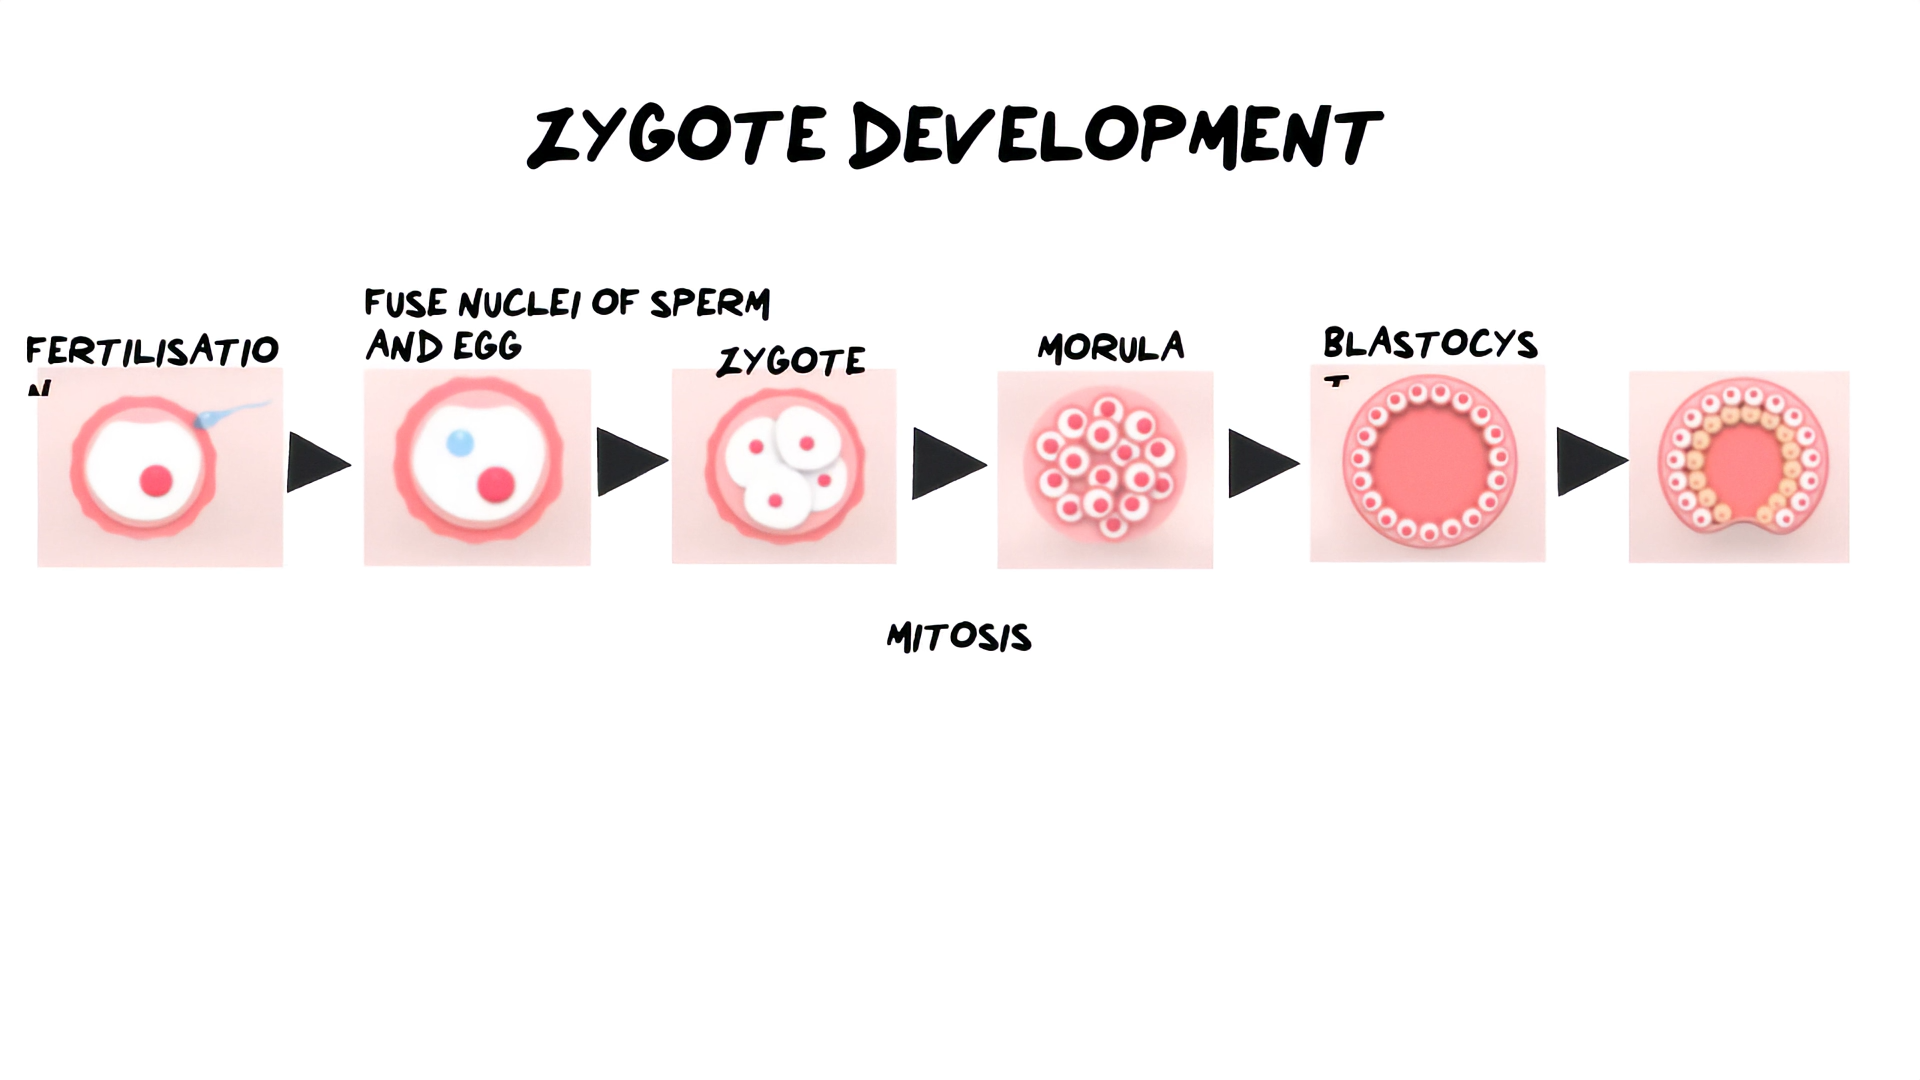 ZYGOTE DEVELOPMENT
FERTILISATIO
N
FUSE NUCLEI OF SPERM
AND EGG
ZYGOTE
MORULA
BLASTOCYS
T
MITOSIS